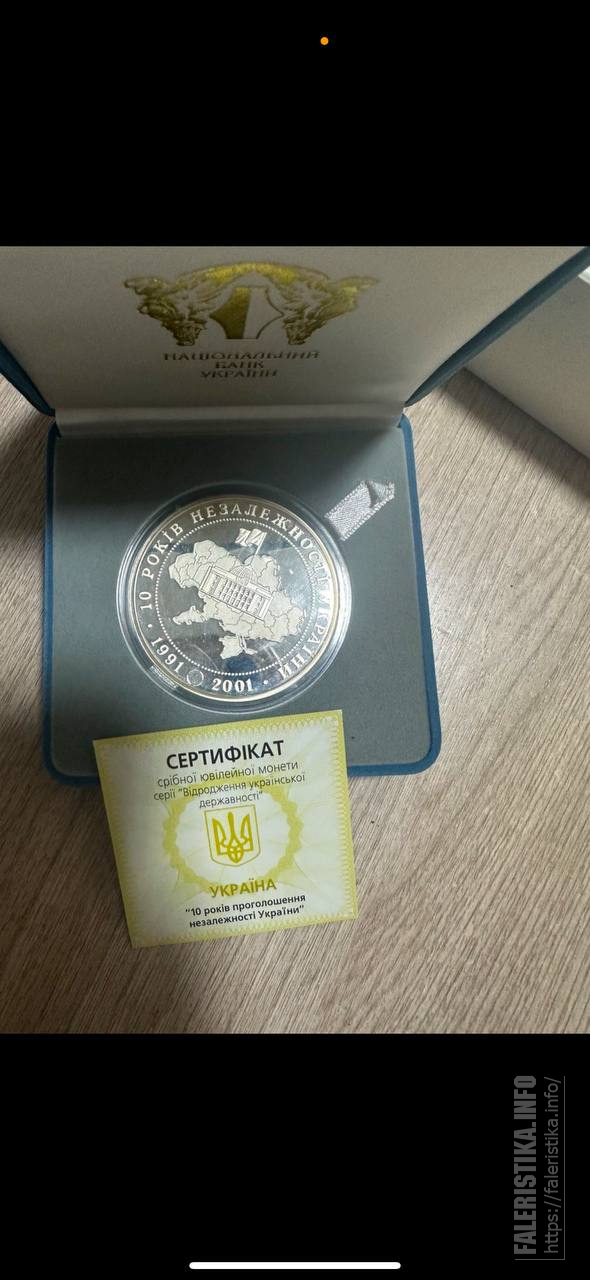 НАЦІОНАЛЬНИЙ
БАНК
УКРАЇНИ
· 10 РОКІВ НЕЗАЛЕЖНОСТІ УКРАЇНИ ·
1991 2001
СЕРТИФІКАТ
срібної ювілейної монети
серії "Відродження української
державності"
УКРАЇНА
"10 років проголошення
незалежності України"
FALERISTIKA.INFO
https://faleristika.info/